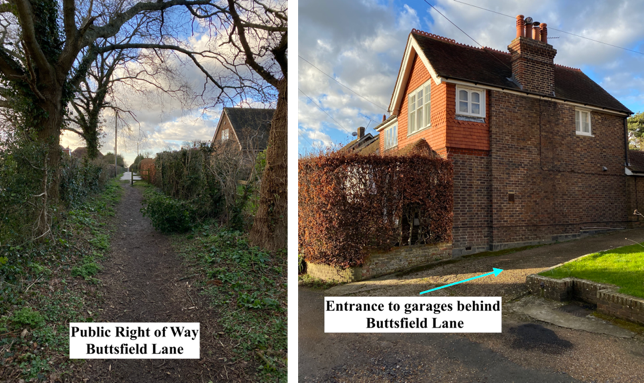 Public Right of Way
Buttsfield Lane
Entrance to garages behind
Buttsfield Lane